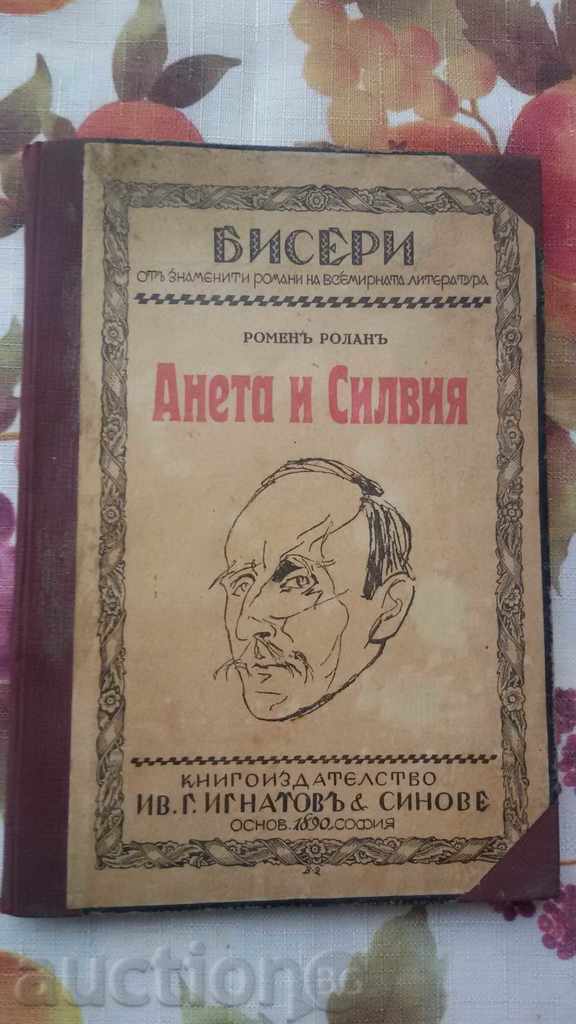 БИСЕРИ
ОТЪ ЗНАМЕНИТИ РОМАНИ НА ВСЕМИРНАТА ЛИТЕРАТУРА
РОМЕНЪ РОЛАНЪ
Анета и Силвия
КНИГОИЗДАТЕЛСТВО
ИВ. Г. ИГНАТОВЪ & СИНОВЕ
ОСНОВ. 1890. СОФИЯ
auction.BG